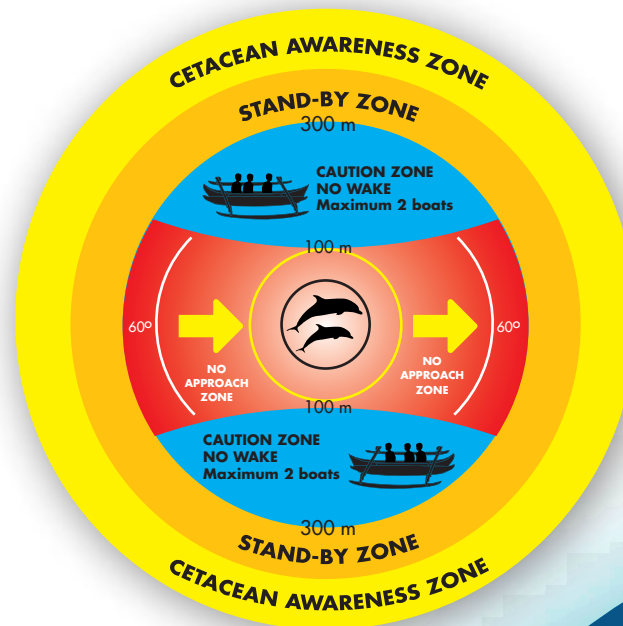 CETACEAN AWARENESS ZONE
STAND-BY ZONE
300 m
CAUTION ZONE
NO WAKE
Maximum 2 boats
100 m
60º
60º
NO
APPROACH
ZONE
NO
APPROACH
ZONE
100 m
CAUTION ZONE
NO WAKE
Maximum 2 boats
300 m
STAND-BY ZONE
CETACEAN AWARENESS ZONE